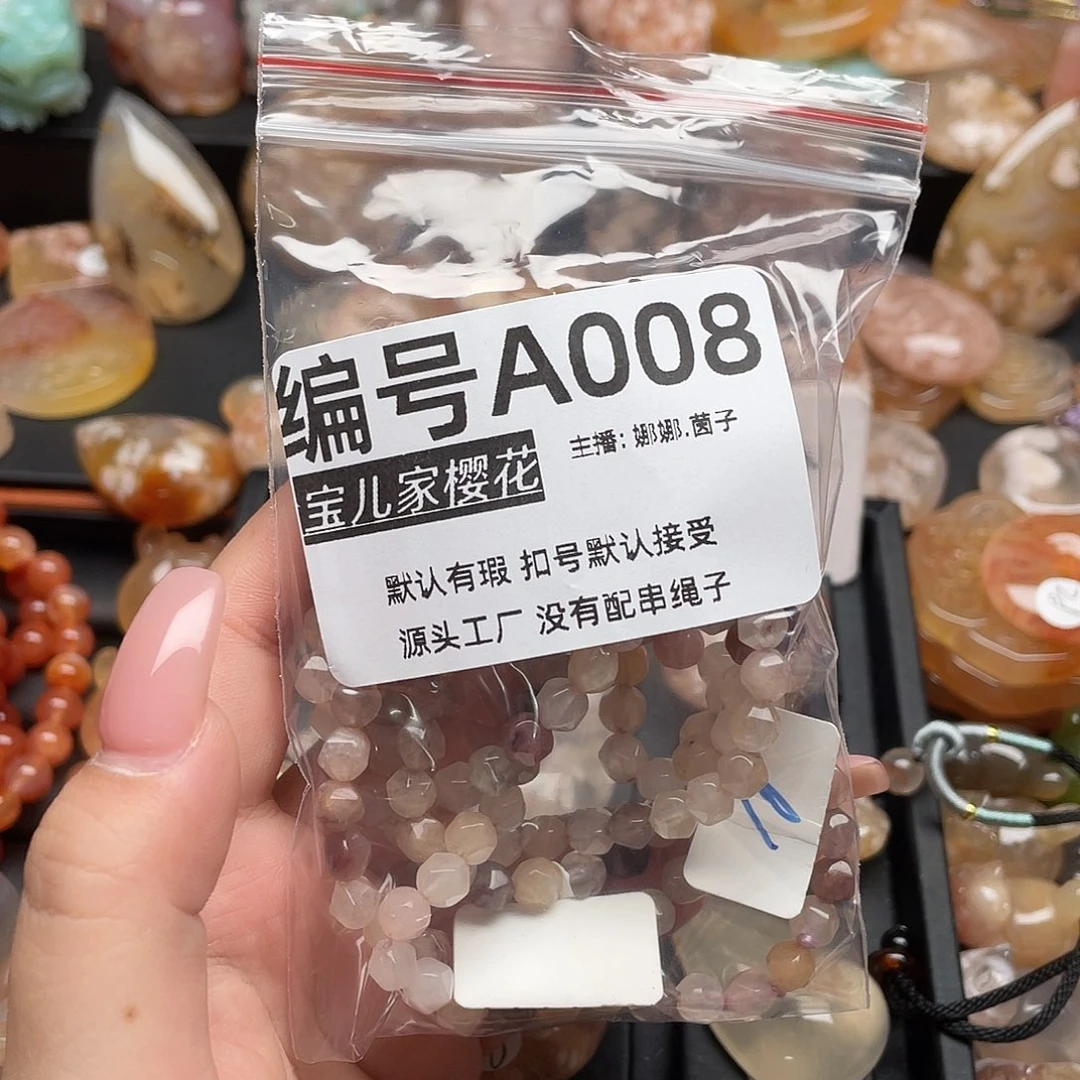 编号A008
宝儿家樱花
主播：娜娜.菌子
默认有瑕 扣号默认接受
源头工厂 没有配串绳子